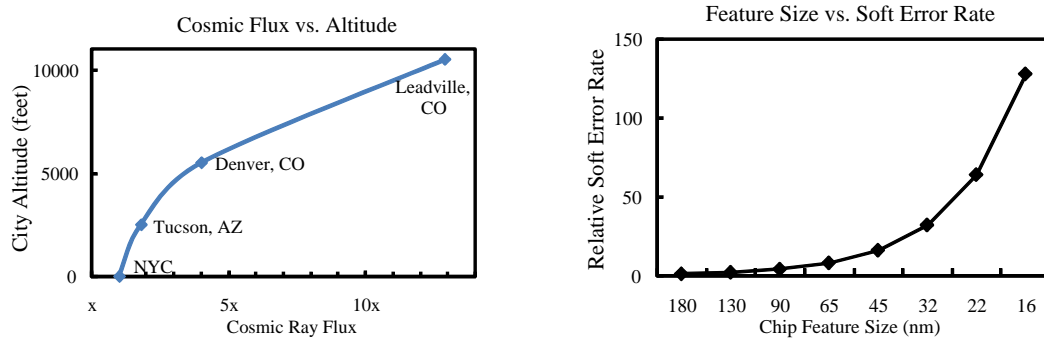 Cosmic Flux vs. Altitude
City Altitude (feet)
10000
5000
0
Leadville,
CO
Denver, CO
Tucson, AZ
NYC
x 5x 10x
Cosmic Ray Flux
Feature Size vs. Soft Error Rate
Relative Soft Error Rate
150
100
50
0
180 130 90 65 45 32 22 16
Chip Feature Size (nm)